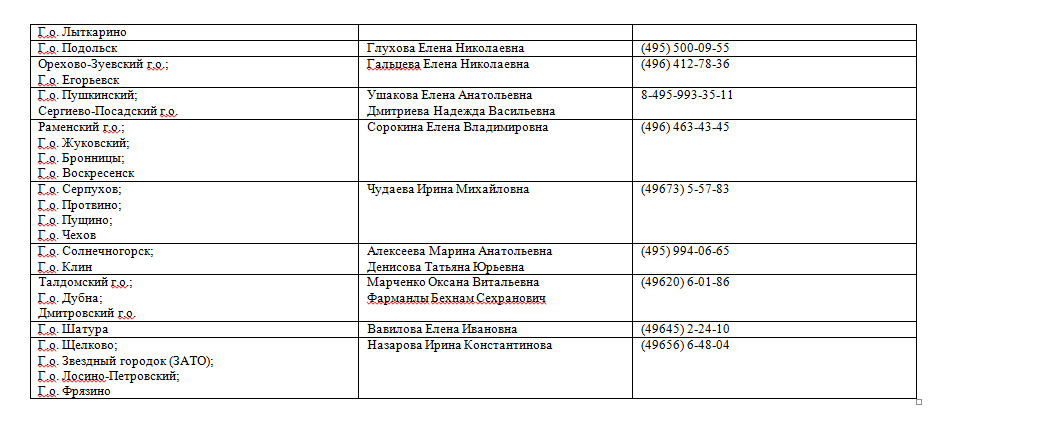 Г.о. Лыткарино
Г.о. Подольск Глухова Елена Николаевна (495) 500-09-55
Орехово-Зуевский г.о.; Гальцева Елена Николаевна (496) 412-78-36
Г.о. Егорьевск
Г.о. Пушкинский; Ушакова Елена Анатольевна 8-495-993-35-11
Сергиево-Посадский г.о. Дмитриева Надежда Васильевна
Раменский г.о.; Сорокина Елена Владимировна (496) 463-43-45
Г.о. Жуковский;
Г.о. Бронницы;
Г.о. Воскресенск
Г.о. Серпухов; Чудаева Ирина Михайловна (49673) 5-57-83
Г.о. Протвино;
Г.о. Пущино;
Г.о. Чехов
Г.о. Солнечногорск; Алексеева Марина Анатольевна (495) 994-06-65
Г.о. Клин Денисова Татьяна Юрьевна
Талдомский г.о.; Марченко Оксана Витальевна (49620) 6-01-86
Г.о. Дубна; Фарманлы Бехнам Сехранович
Дмитровский г.о.
Г.о. Шатура Вавилова Елена Ивановна (49645) 2-24-10
Г.о. Щелково; Назарова Ирина Константинова (49656) 6-48-04
Г.о. Звездный городок (ЗАТО);
Г.о. Лосино-Петровский;
Г.о. Фрязино